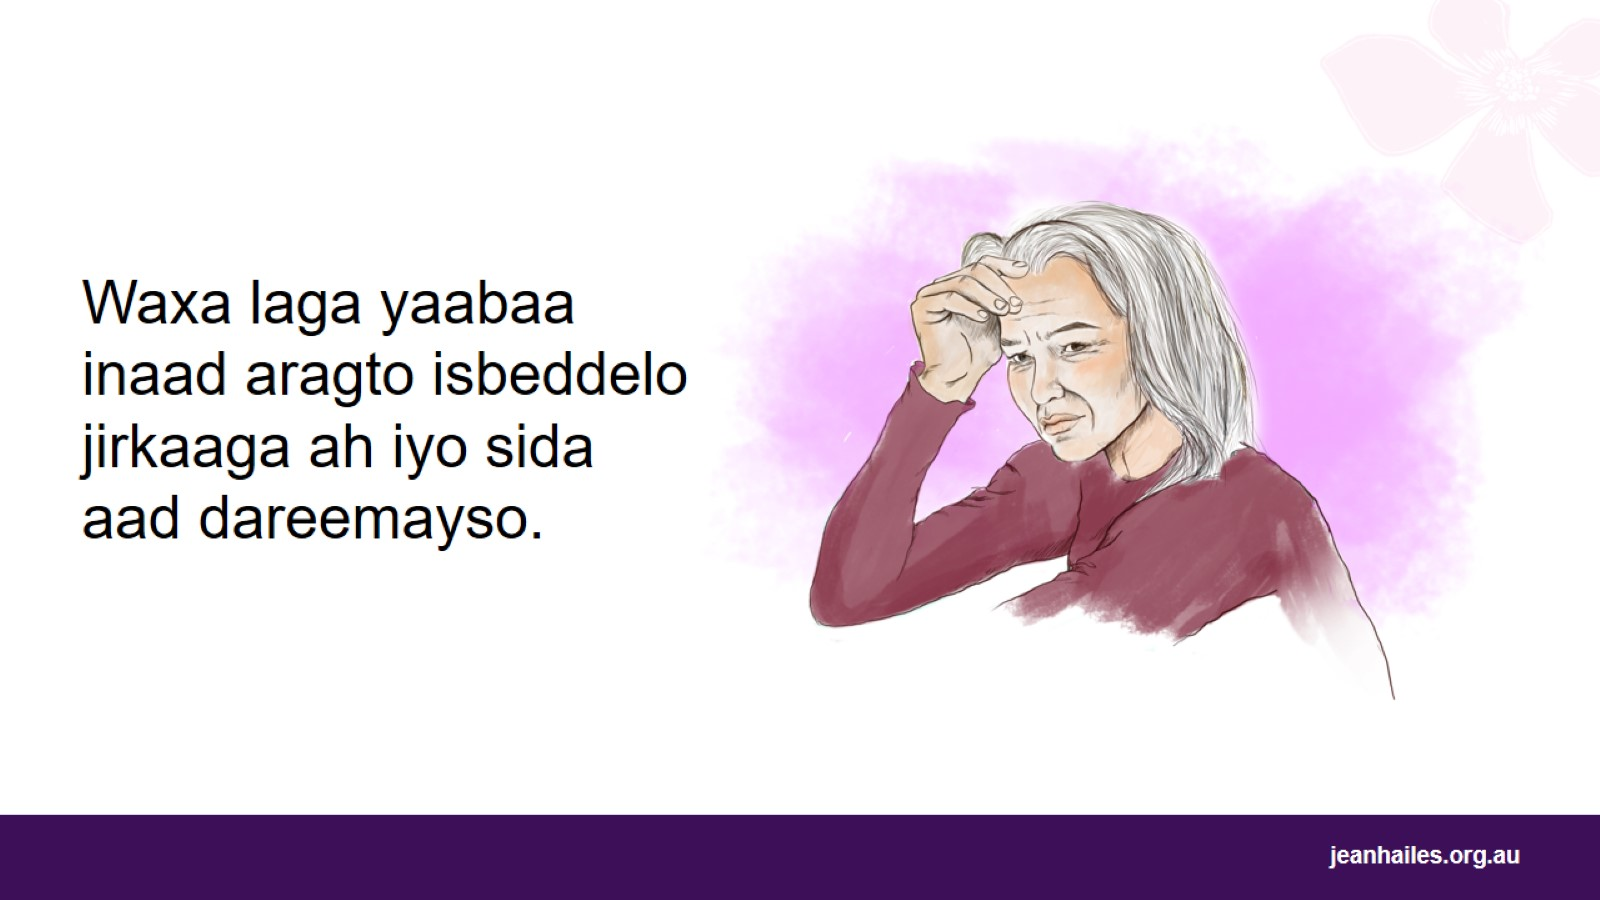 Waxa laga yaabaa
inaad aragto isbeddelo
jirkaaga ah iyo sida
aad dareemayso.
jeanhailes.org.au